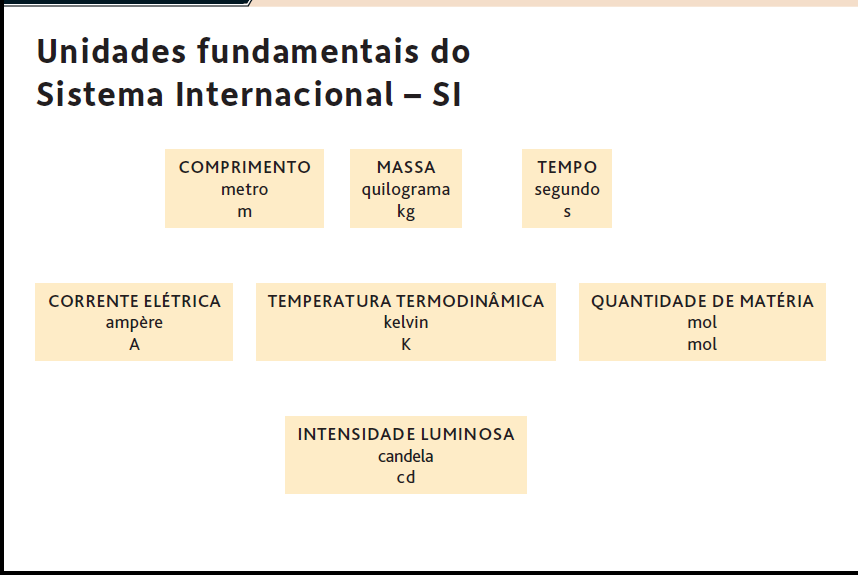 Unidades fundamentais do
Sistema Internacional – SI
COMPRIMENTO
metro
m
MASSA
quilograma
kg
TEMPO
segundo
s
CORRENTE ELÉTRICA
ampère
A
TEMPERATURA TERMODINÂMICA
kelvin
K
QUANTIDADE DE MATÉRIA
mol
mol
INTENSIDADE LUMINOSA
candela
cd